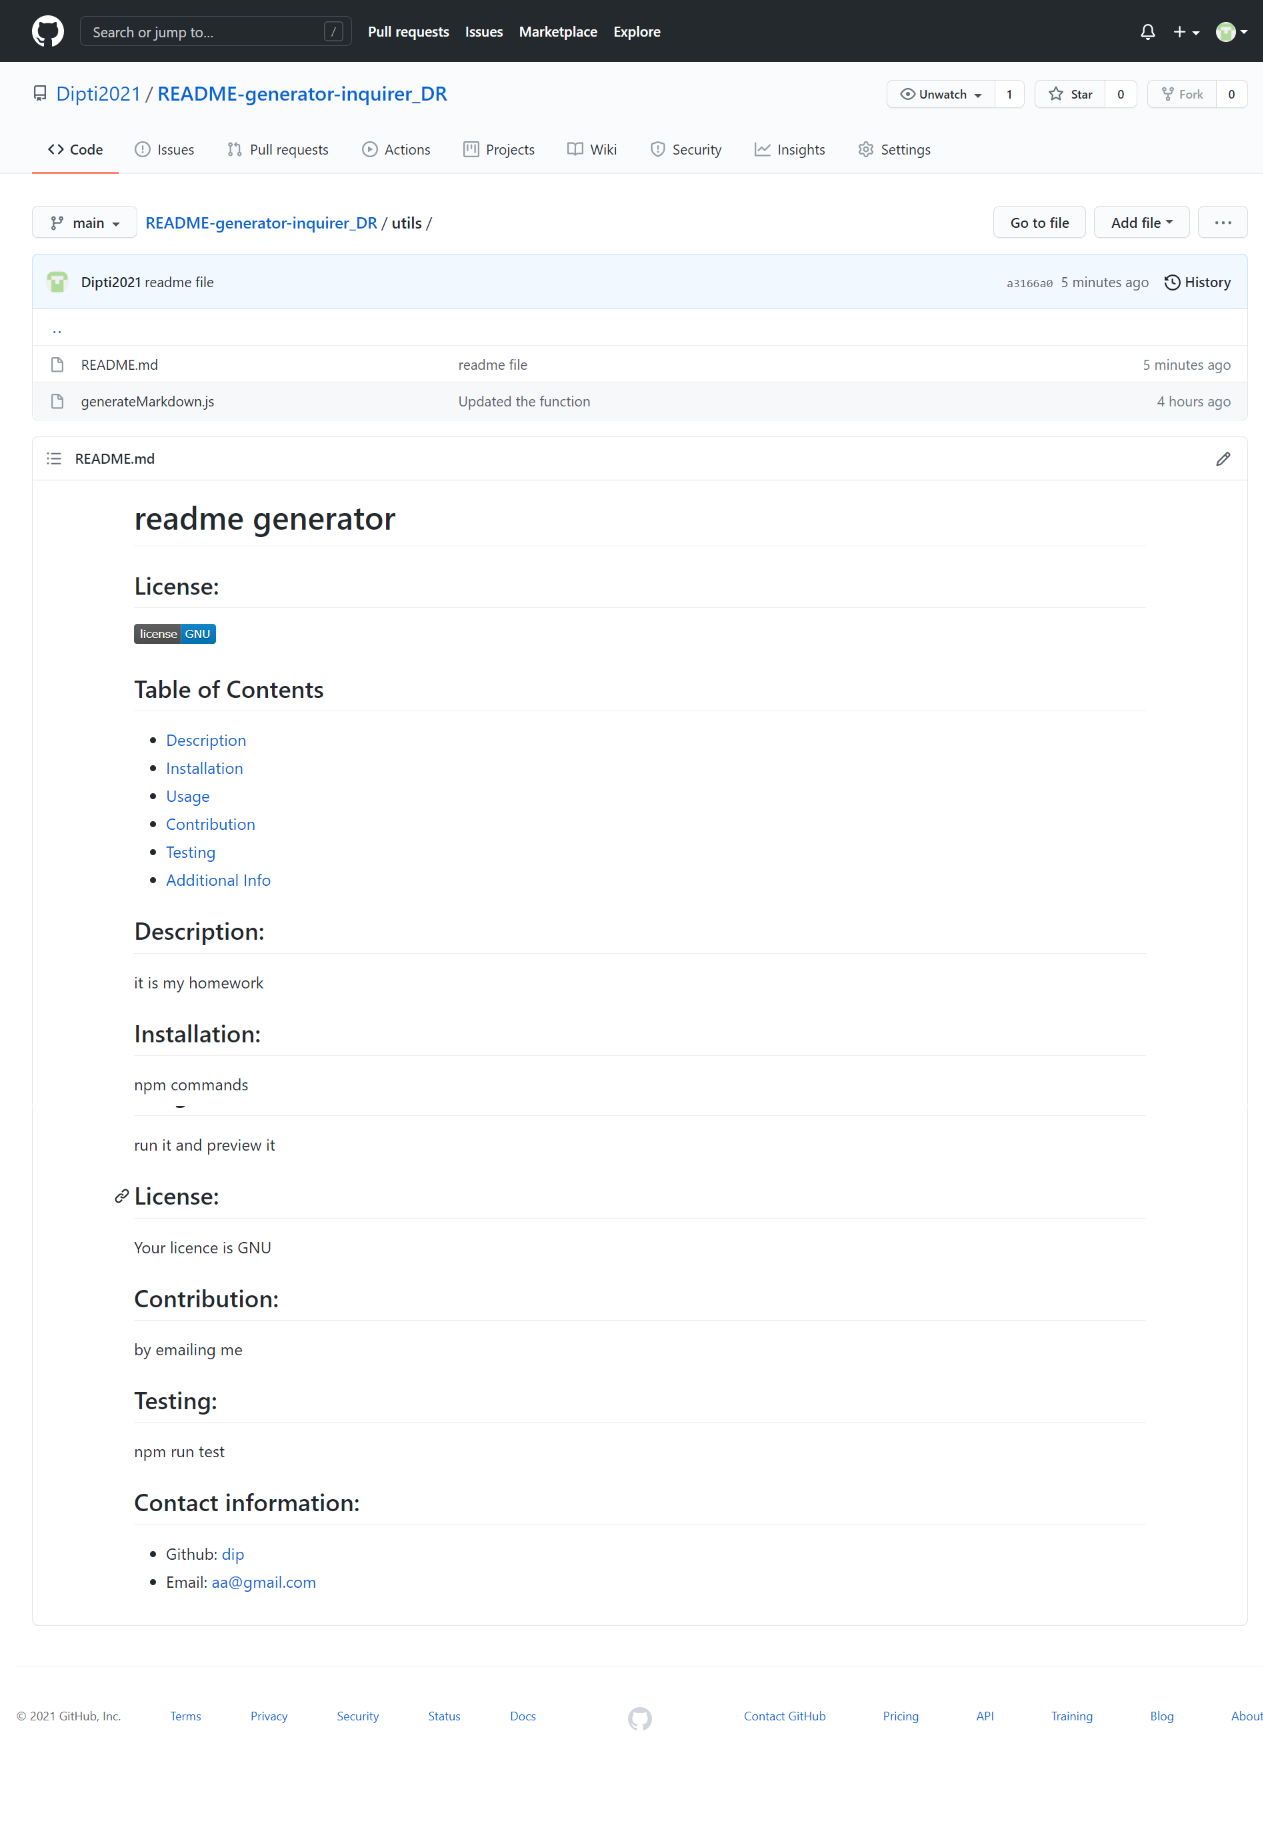 Search or jump to... /
Pull requests Issues Marketplace Explore
Dipti2021 / README-generator-inquirer_DR
Unwatch 1 Star 0 Fork 0
Code Issues Pull requests Actions Projects Wiki Security Insights Settings
main README-generator-inquirer_DR / utils /
Go to file Add file ...
Dipti2021 readme file a3166a0 5 minutes ago History
..
README.md readme file 5 minutes ago
generateMarkdown.js Updated the function 4 hours ago
README.md
readme generator
License:
license GNU
Table of Contents
• Description
• Installation
• Usage
• Contribution
• Testing
• Additional Info
Description:
it is my homework
Installation:
npm commands
run it and preview it
License:
Your licence is GNU
Contribution:
by emailing me
Testing:
npm run test
Contact information:
• Github: dip
• Email: aa@gmail.com
© 2021 GitHub, Inc. Terms Privacy Security Status Docs Contact GitHub Pricing API Training Blog About